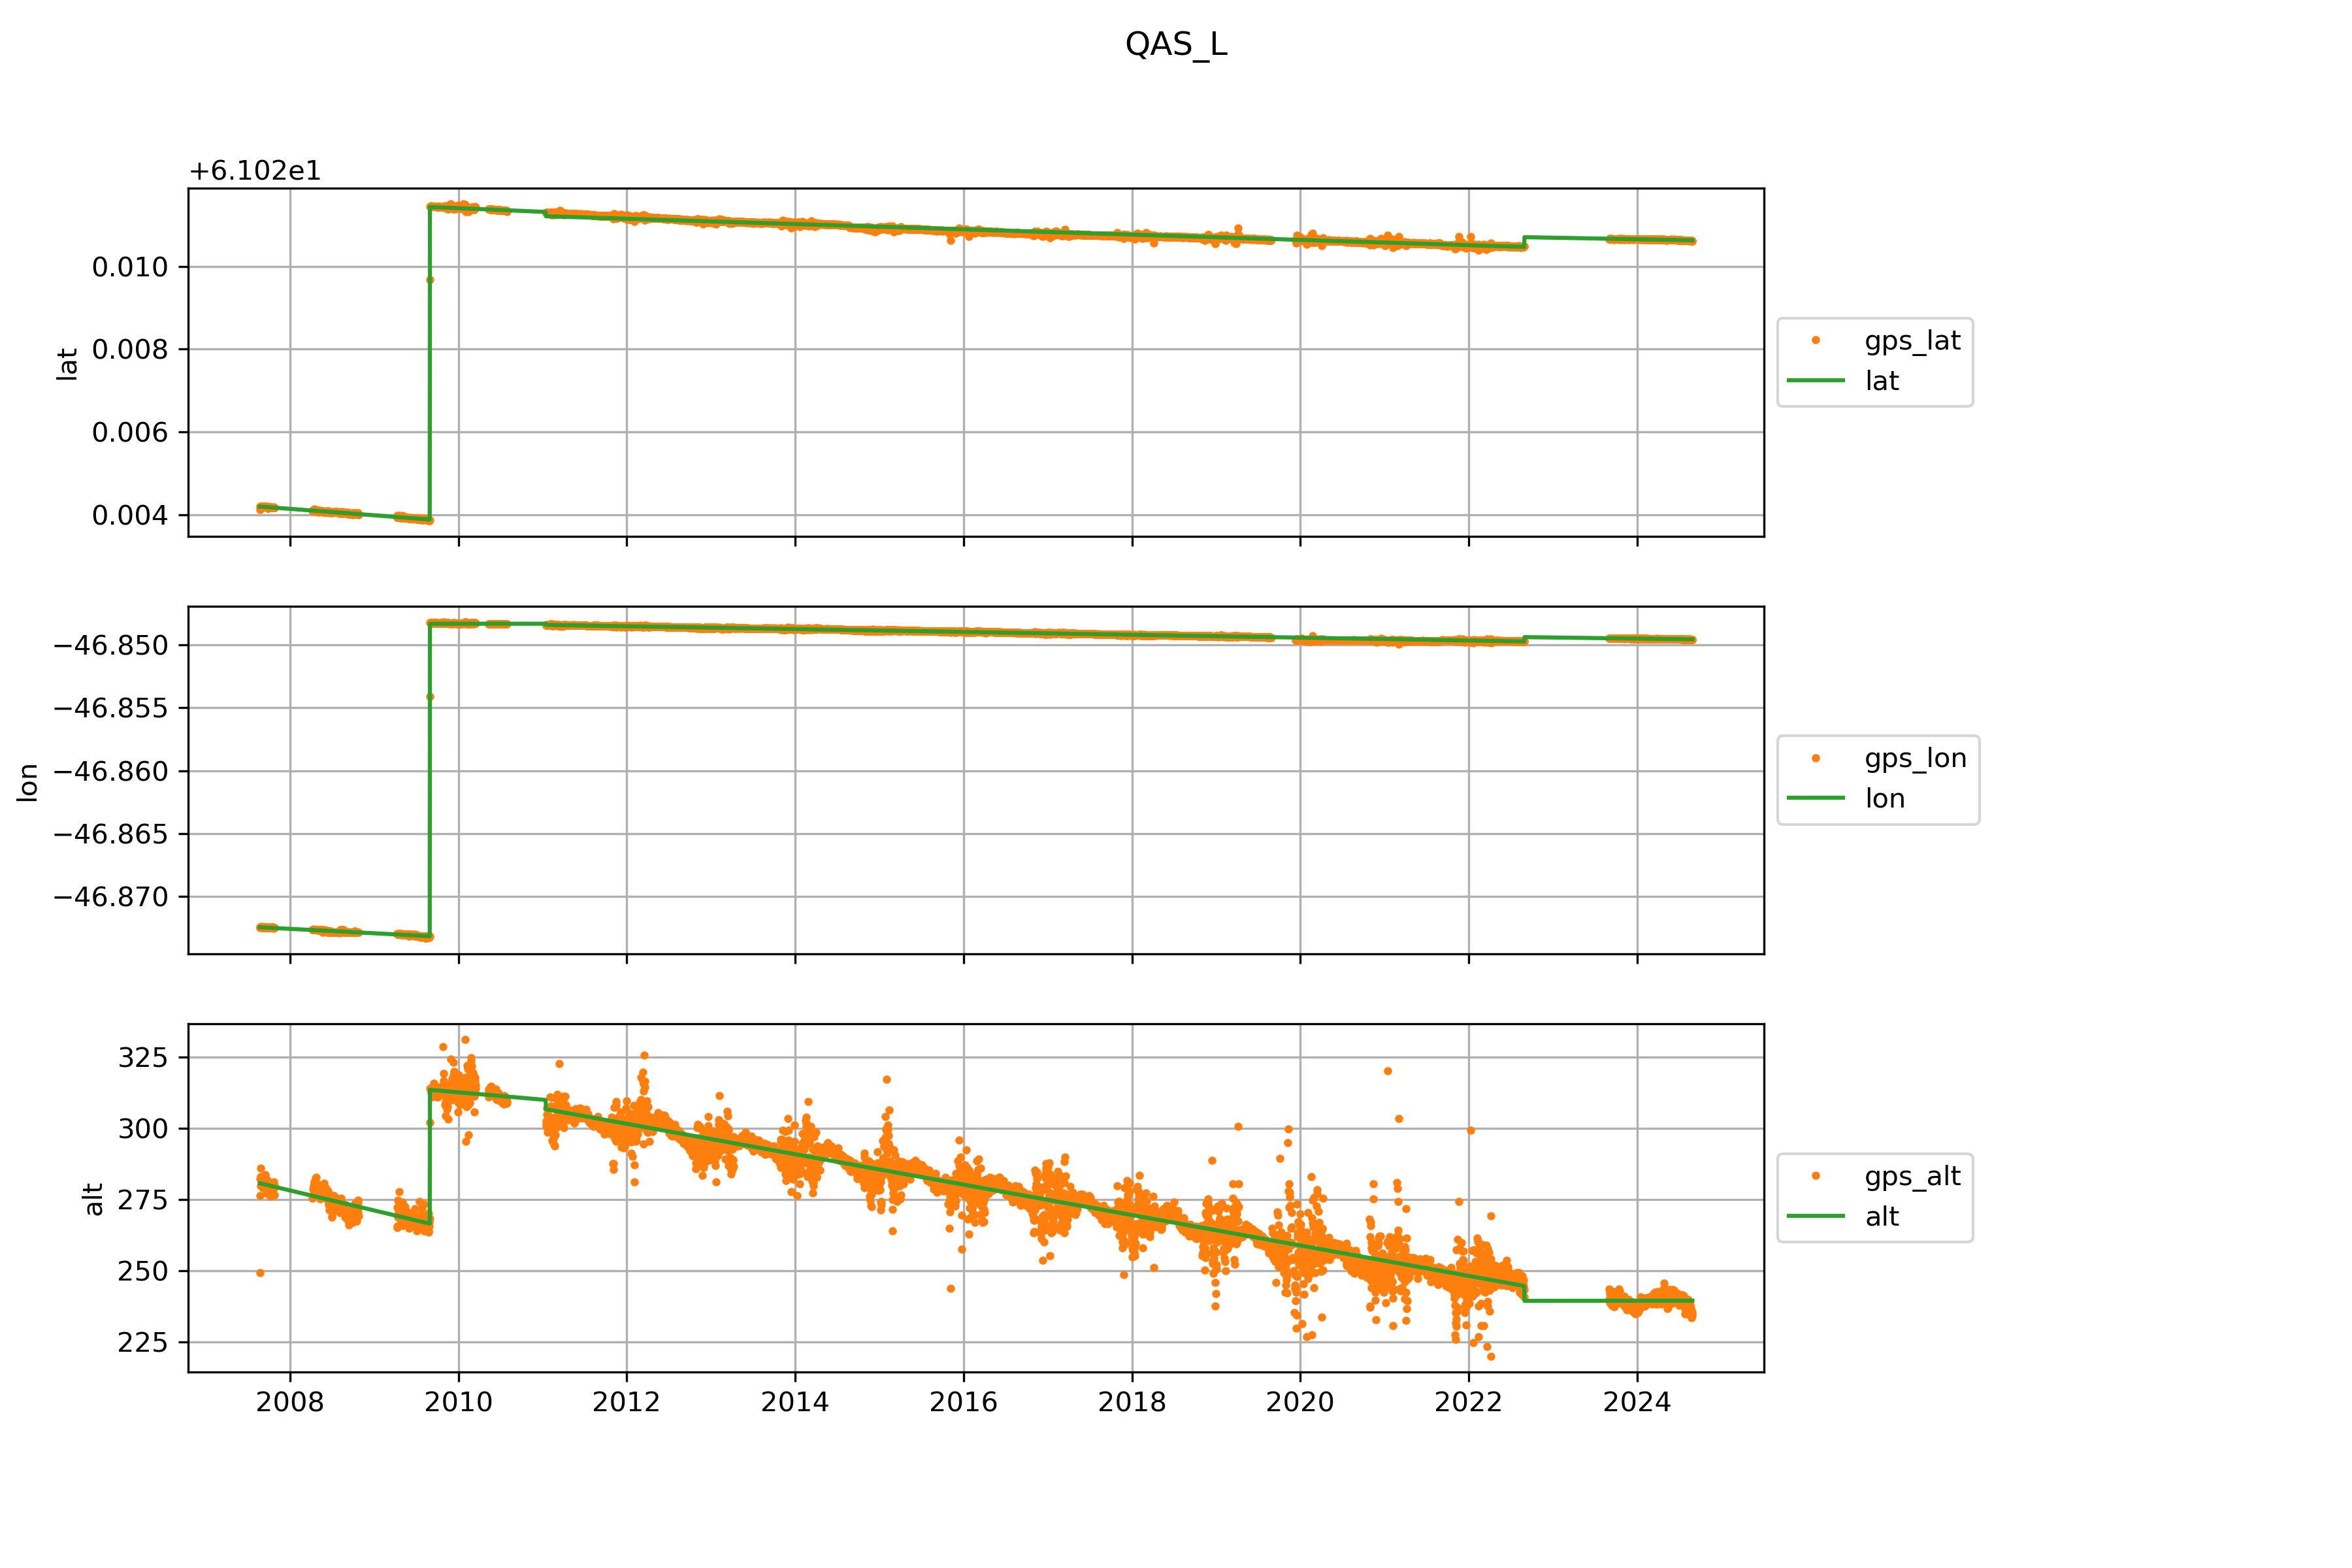 QAS_L
+6.102e1
0.010
0.008
0.006
0.004
lat
gps_lat
lat
−46.850
−46.855
−46.860
−46.865
−46.870
lon
gps_lon
lon
325
300
275
250
225
alt
gps_alt
alt
2008 2010 2012 2014 2016 2018 2020 2022 2024